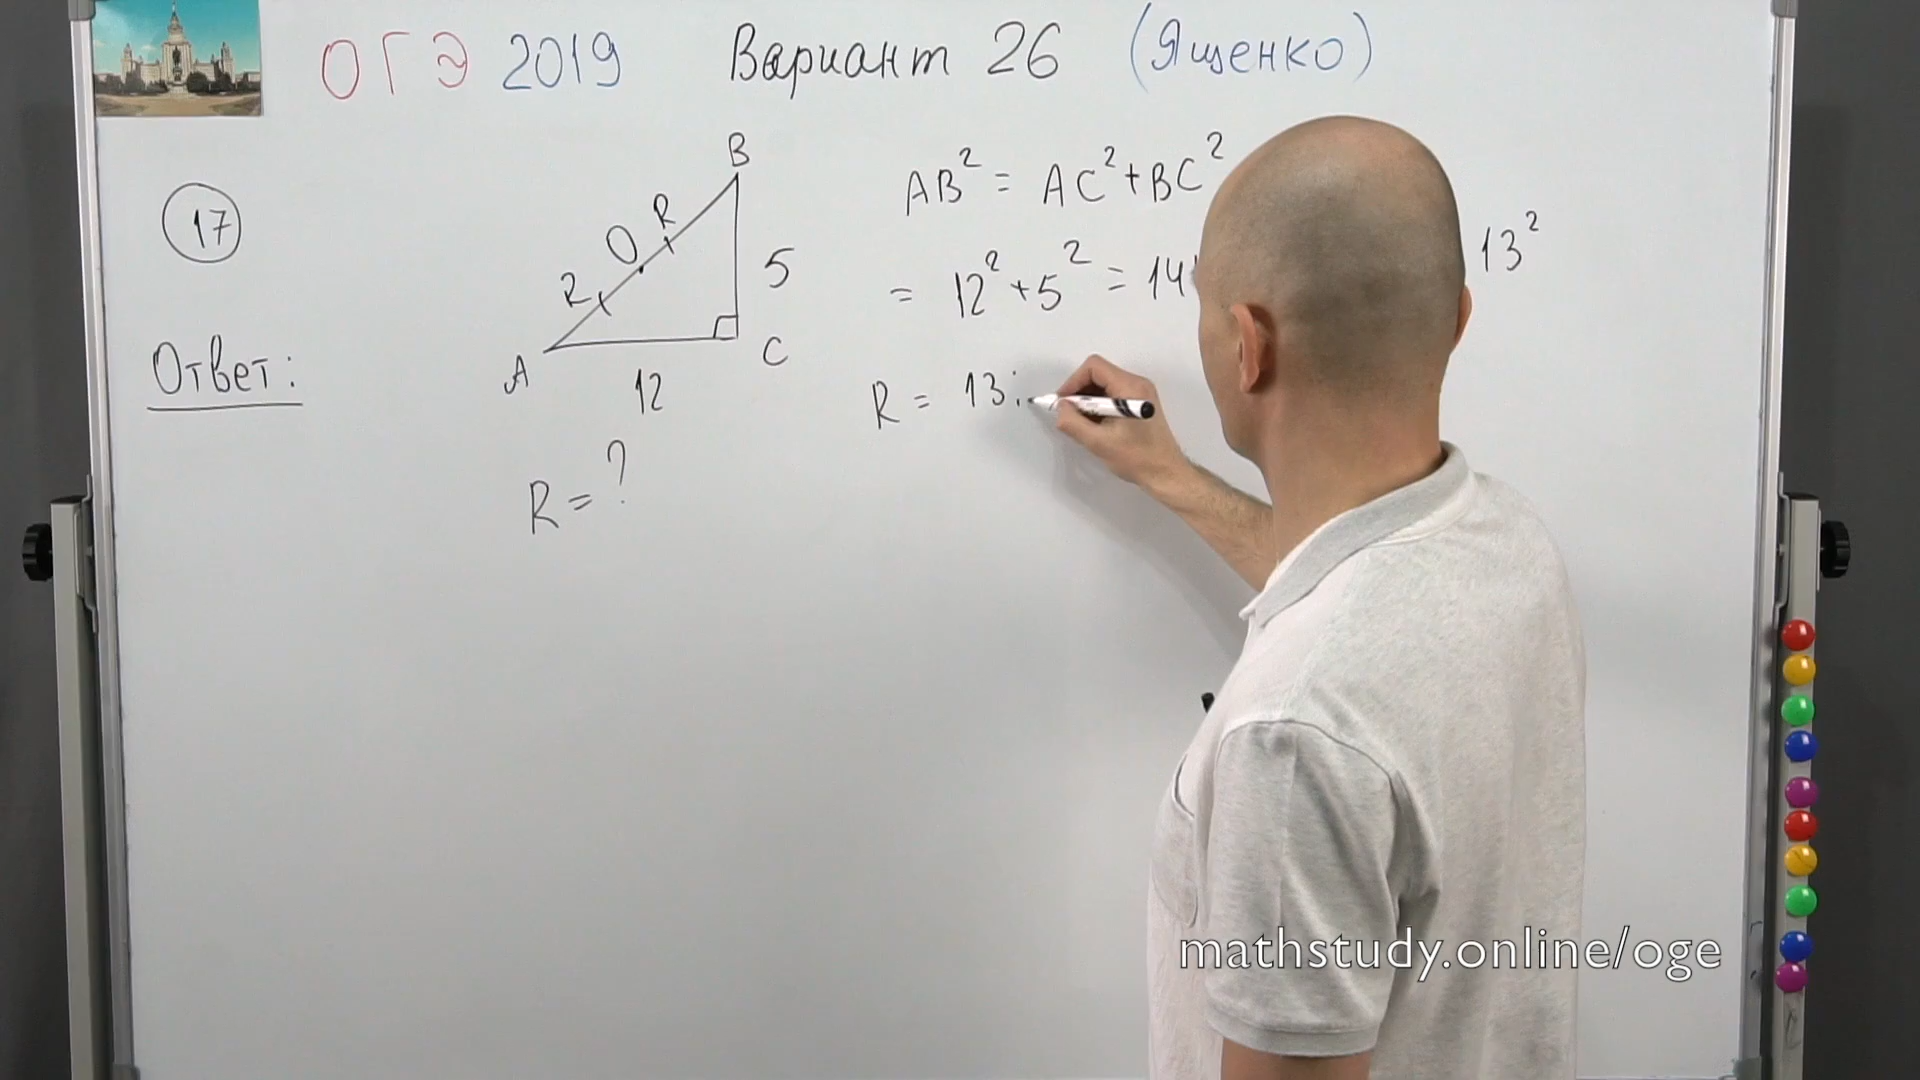 ОГЭ 2019 Вариант 26 (Ященко)
17
B
AB² = AC² + BC²
R
O
5
R
= 12² + 5² = 14
13²
A
C
12
Ответ:
R = 13:
R = ?
mathstudy.online/oge